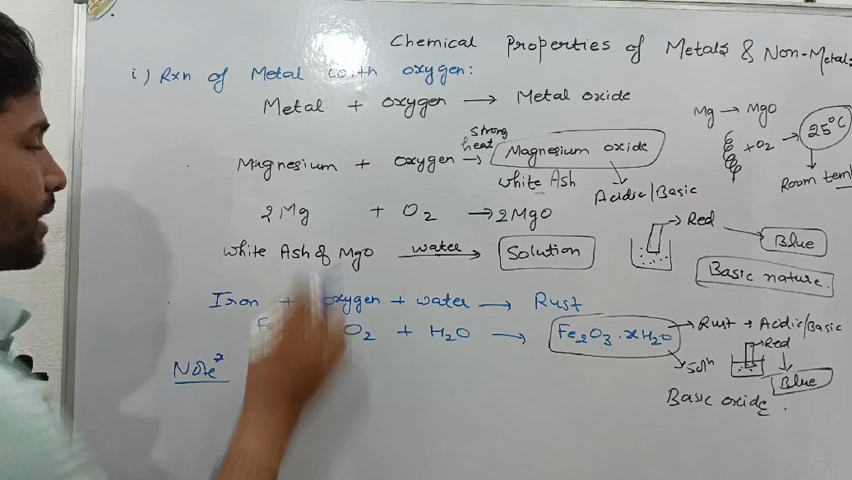 Chemical Properties of Metals & Non-Metals
i) Rxn of Metal with oxygen:
Metal + oxygen → Metal oxide
Mg → MgO
+O2 → 25°C
Room tem
Magnesium + oxygen strong heat → Magnesium oxide
white Ash
Acidic/Basic
2Mg + O2 → 2MgO
Red
Blue
Basic nature.
White Ash of MgO water → Solution
Iron + oxygen + water → Rust
Fe O2 + H2O → Fe2O3.xH2O → Rust → Acidic/Basic
Soln
Red
Blue
Basic oxide.
Note*